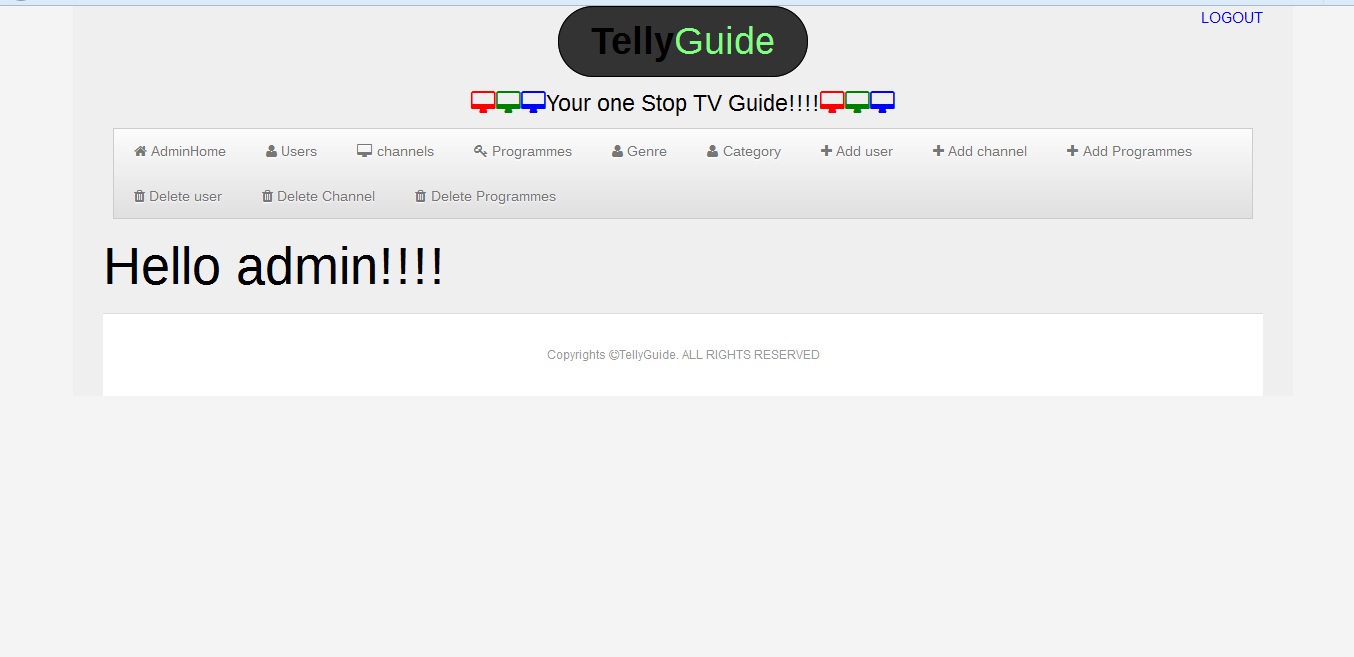 LOGOUT
TellyGuide
Your one Stop TV Guide!!!!
AdminHome Users channels Programmes Genre Category Add user Add channel Add Programmes
Delete user Delete Channel Delete Programmes
Hello admin!!!!
Copyrights ©TellyGuide. ALL RIGHTS RESERVED